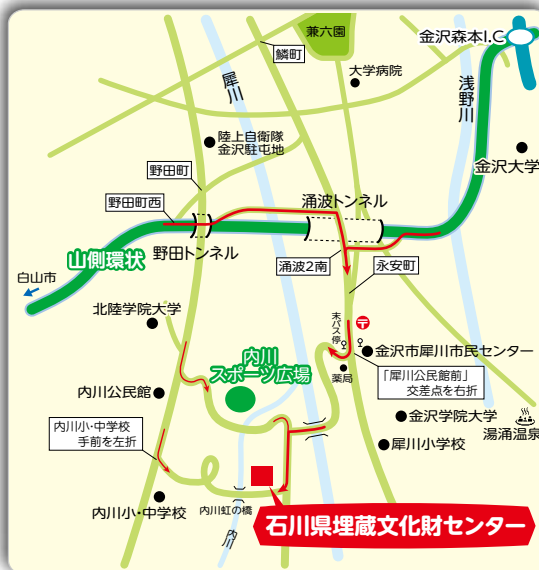 兼六園
金沢森本I.C
鱗町
大学病院
犀川
浅野川
陸上自衛隊
金沢駐屯地
金沢大学
野田町
野田町西
涌波トンネル
山側環状
野田トンネル
涌波2南
永安町
白山市
北陸学院大学
末バス停
〒
金沢市犀川市民センター
内川
スポーツ広場
薬局
「犀川公民館前」
交差点を右折
内川公民館
金沢学院大学
湯涌温泉
内川小・中学校
手前を左折
犀川小学校
内川小・中学校
内川虹の橋
内川
石川県埋蔵文化財センター